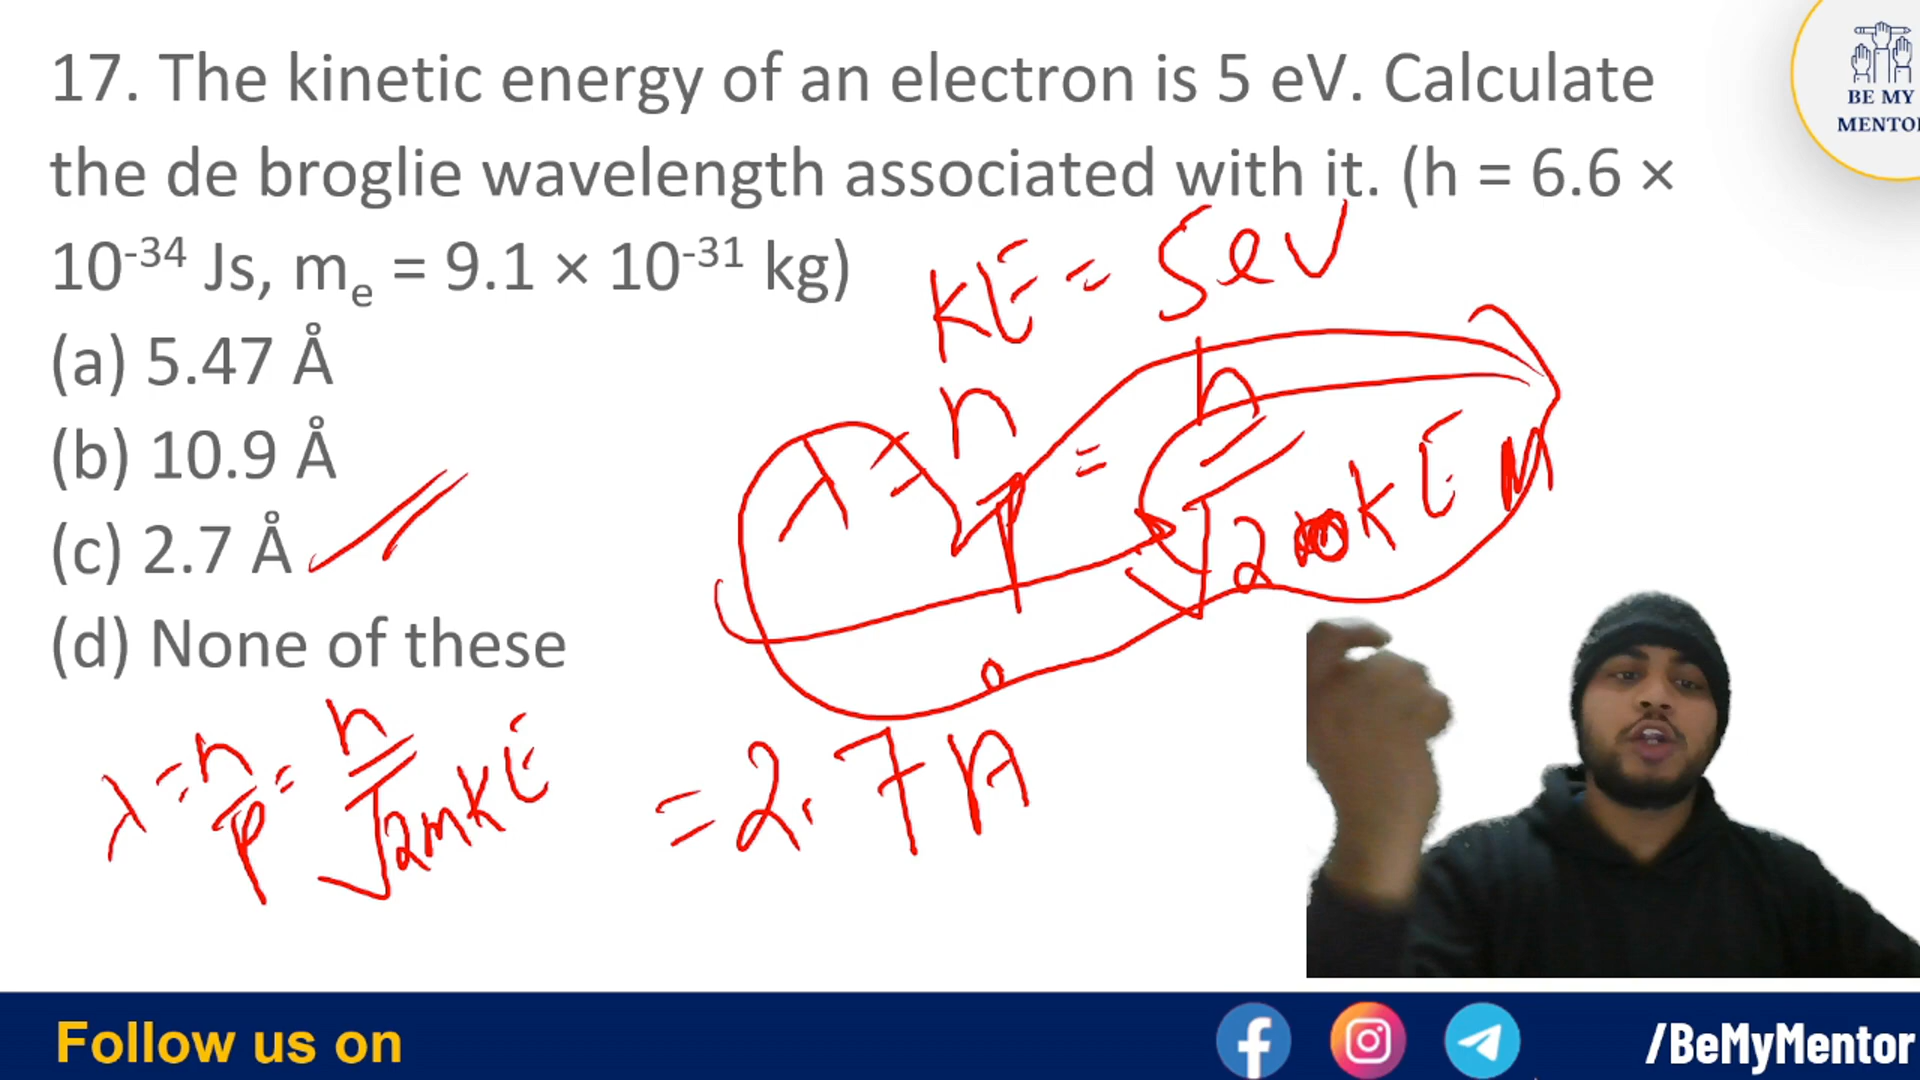 17. The kinetic energy of an electron is 5 eV. Calculate
the de broglie wavelength associated with it. (h = 6.6 ×
10⁻³⁴ Js, mₑ = 9.1 × 10⁻³¹ kg)
(a) 5.47 Å
(b) 10.9 Å
(c) 2.7 Å
(d) None of these
BE MY
MENTO
KE = 5eV
λ = h/p = h/√2 KE M
λ = h/p = h/√2mKE
= 2.7 Å
Follow us on
/BeMyMentor